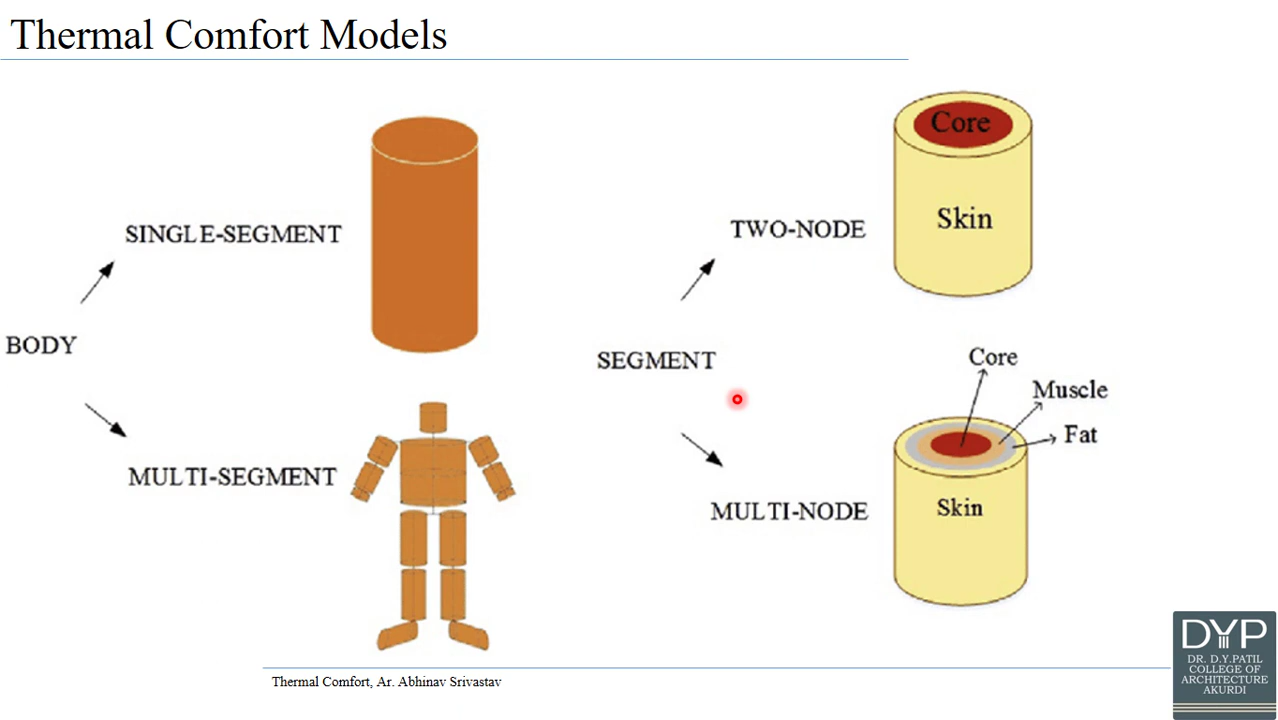 Thermal Comfort Models
SINGLE-SEGMENT
BODY
MULTI-SEGMENT
TWO-NODE
Core
Skin
SEGMENT
MULTI-NODE
Core
Muscle
Fat
Skin
Thermal Comfort, Ar. Abhinav Srivastav
DYP
DR. D.Y.PATIL
COLLEGE OF
ARCHITECTURE
AKURDI